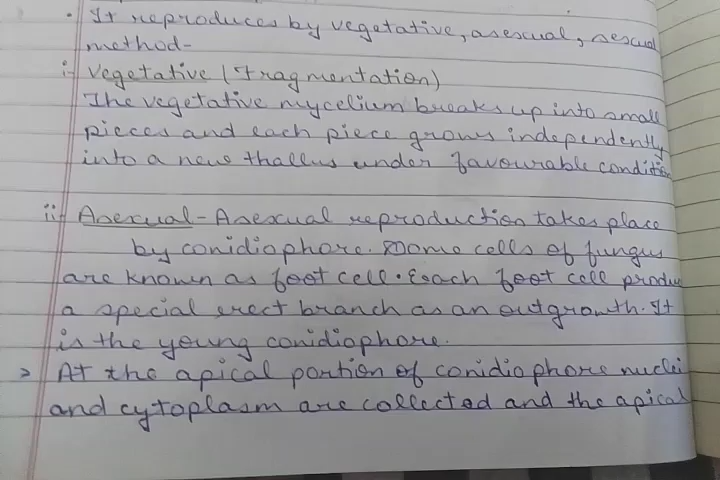 · It reproduces by vegetative, asexual, sexual
method-
i- Vegetative (Fragmentation)
The vegetative mycelium breaks up into small
pieces and each piece grows independently
into a new thallus under favourable condition
ii- Asexual - Asexual reproduction takes place
by conidiophore. Some cells of fungus
are known as foot cell. Each foot cell produc
a special erect branch as an outgrowth. It
is the young conidiophore.
> At the apical portion of conidiophore nuclei
and cytoplasm are collected and the apical